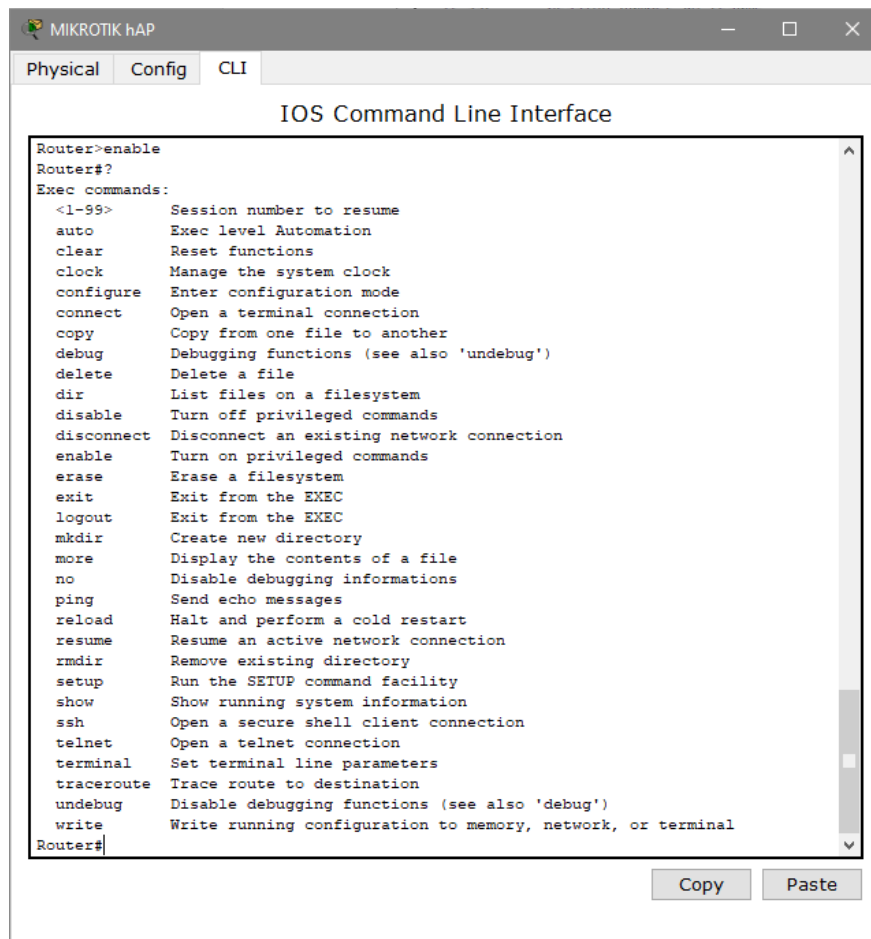 MIKROTIK hAP
Physical Config CLI
IOS Command Line Interface
Router>enable
Router#?
Exec commands:
<1-99> Session number to resume
auto Exec level Automation
clear Reset functions
clock Manage the system clock
configure Enter configuration mode
connect Open a terminal connection
copy Copy from one file to another
debug Debugging functions (see also 'undebug')
delete Delete a file
dir List files on a filesystem
disable Turn off privileged commands
disconnect Disconnect an existing network connection
enable Turn on privileged commands
erase Erase a filesystem
exit Exit from the EXEC
logout Exit from the EXEC
mkdir Create new directory
more Display the contents of a file
no Disable debugging informations
ping Send echo messages
reload Halt and perform a cold restart
resume Resume an active network connection
rmdir Remove existing directory
setup Run the SETUP command facility
show Show running system information
ssh Open a secure shell client connection
telnet Open a telnet connection
terminal Set terminal line parameters
traceroute Trace route to destination
undebug Disable debugging functions (see also 'debug')
write Write running configuration to memory, network, or terminal
Router#
Copy Paste